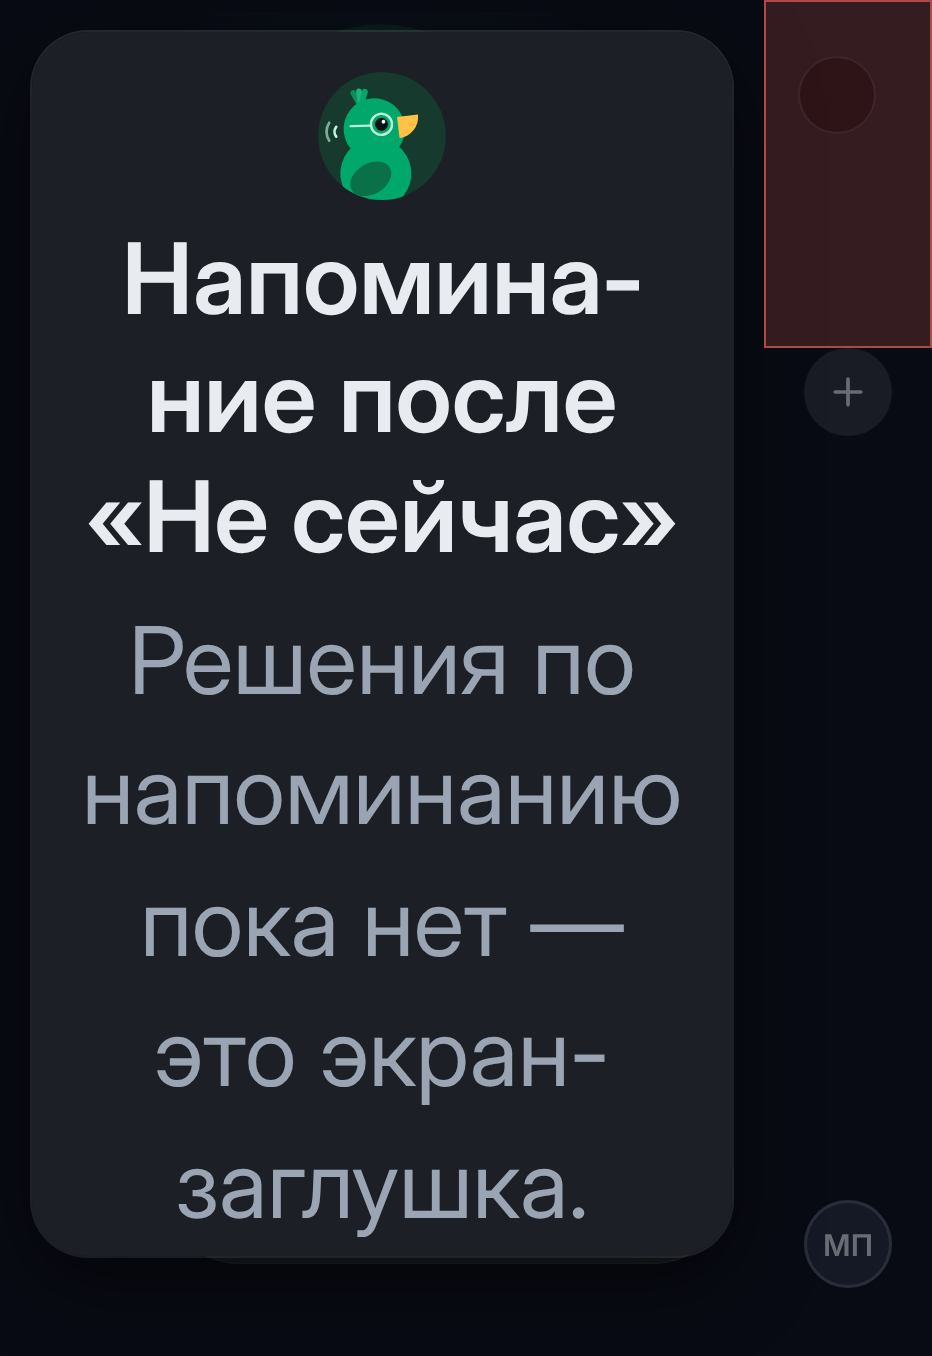 Напомина-
ние после
«Не сейчас»
Решения по
напоминанию
пока нет —
это экран-
заглушка.
МП